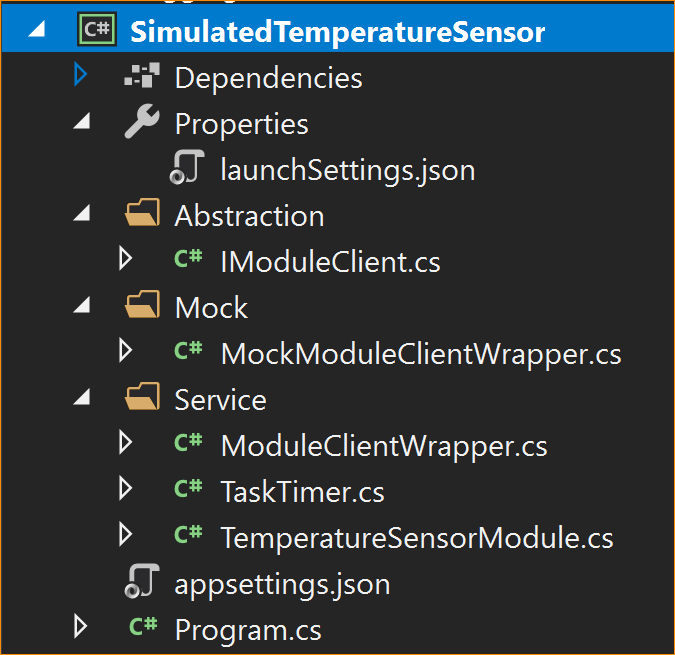 C# SimulatedTemperatureSensor
Dependencies
Properties
launchSettings.json
Abstraction
C# IModuleClient.cs
Mock
C# MockModuleClientWrapper.cs
Service
C# ModuleClientWrapper.cs
C# TaskTimer.cs
C# TemperatureSensorModule.cs
appsettings.json
C# Program.cs